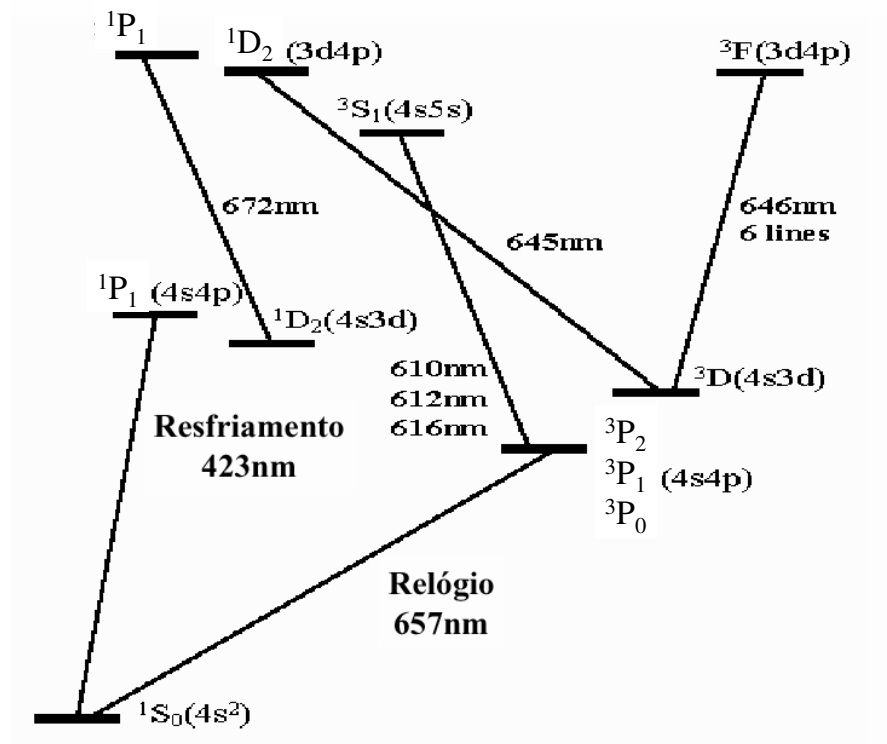 ¹P₁
¹D₂ (3d4p)
³F(3d4p)
³S₁(4s5s)
672nm
646nm
6 lines
645nm
¹P₁ (4s4p)
¹D₂(4s3d)
610nm
612nm
616nm
³D(4s3d)
Resfriamento
423nm
³P₂
³P₁ (4s4p)
³P₀
Relógio
657nm
¹S₀(4s²)